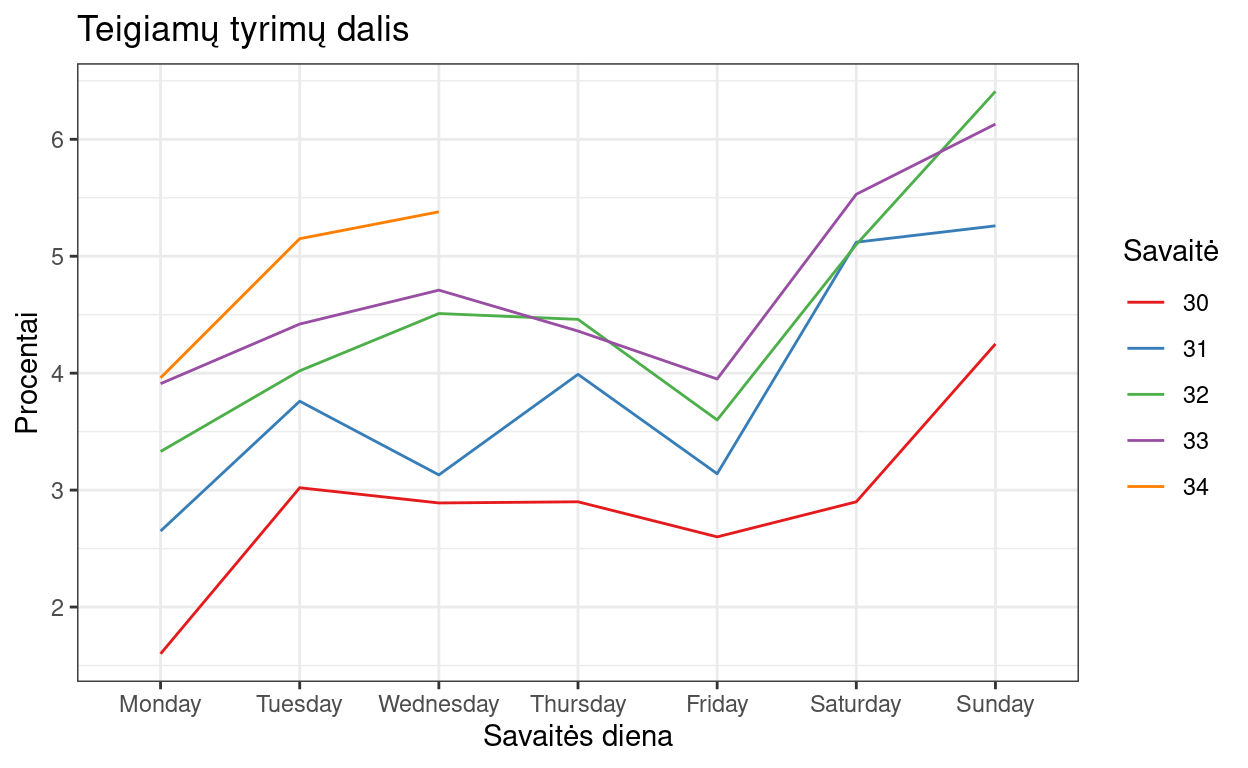 Teigiamų tyrimų dalis
Procentai
6
5
4
3
2
Monday Tuesday Wednesday Thursday Friday Saturday Sunday
Savaitės diena
Savaitė
30
31
32
33
34